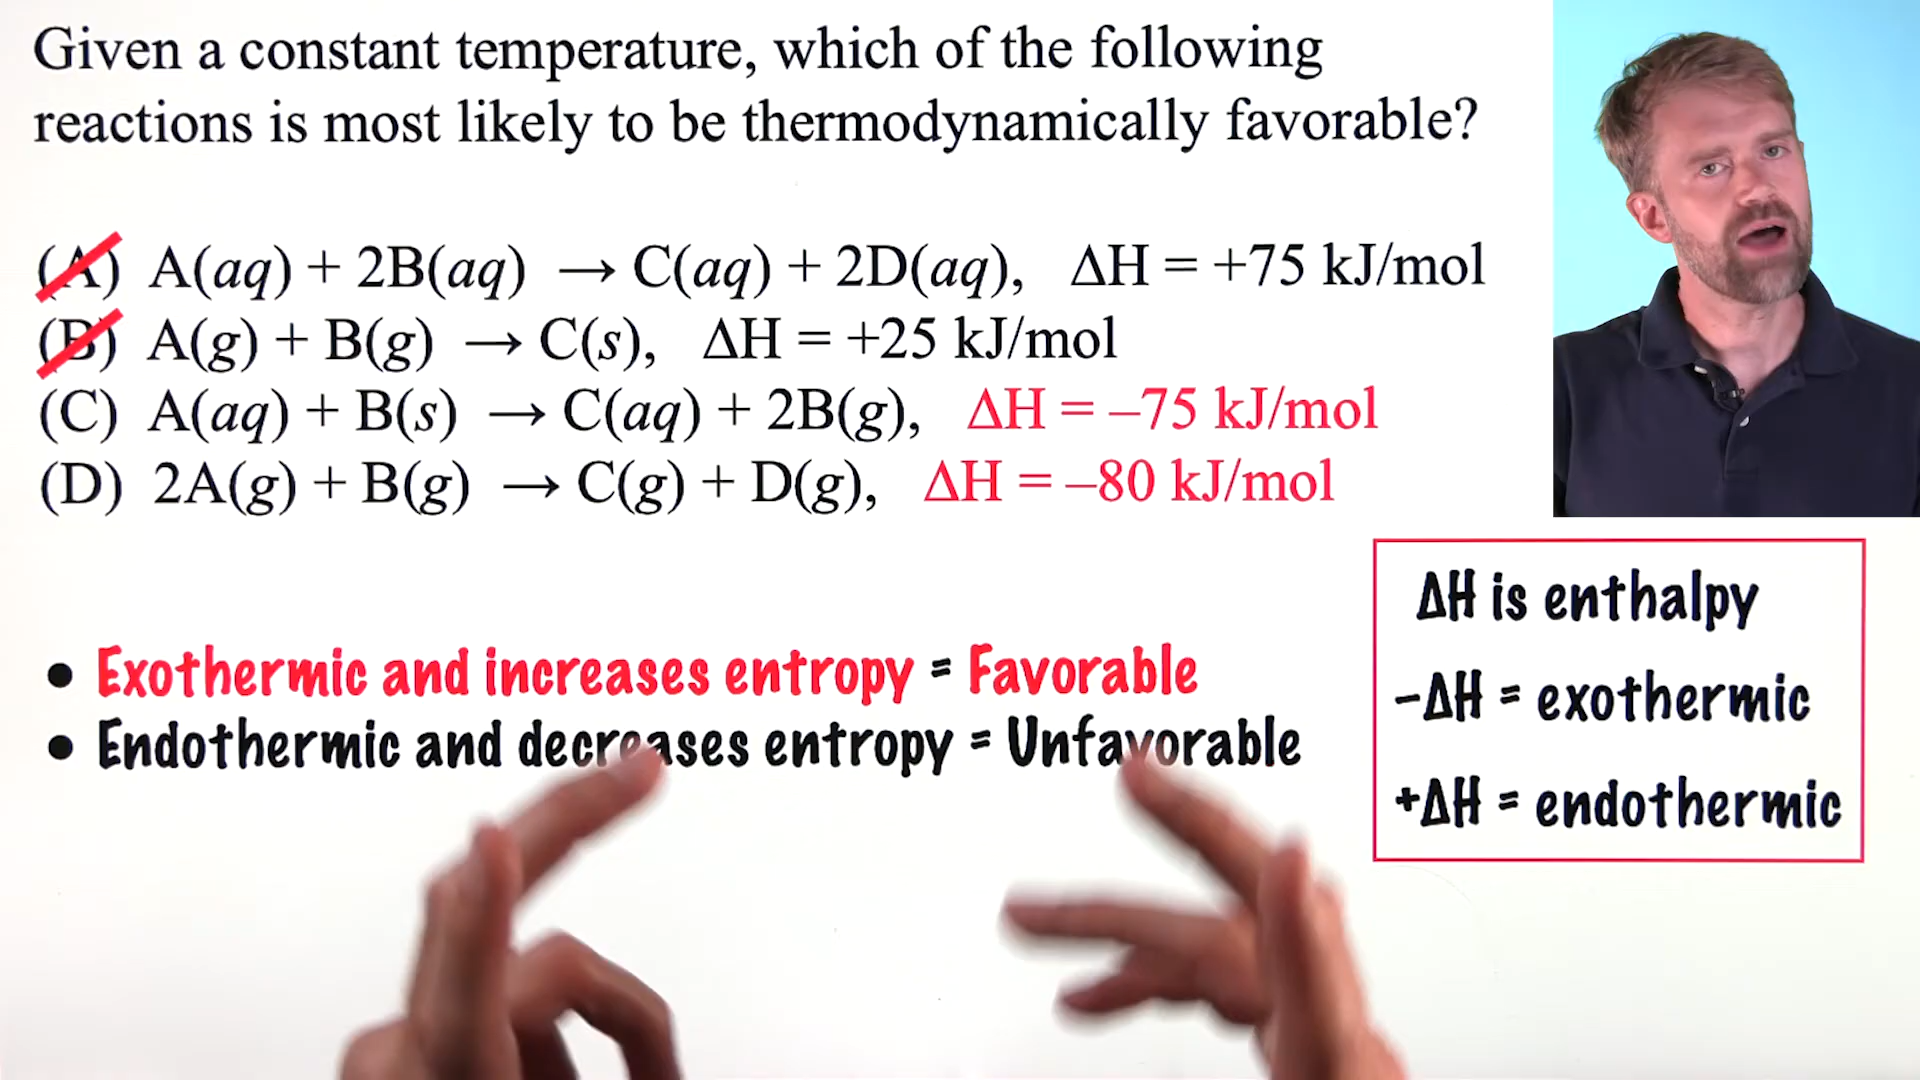 Given a constant temperature, which of the following
reactions is most likely to be thermodynamically favorable?
(A) A(aq) + 2B(aq) → C(aq) + 2D(aq), ΔH = +75 kJ/mol
(B) A(g) + B(g) → C(s), ΔH = +25 kJ/mol
(C) A(aq) + B(s) → C(aq) + 2B(g), ΔH = –75 kJ/mol
(D) 2A(g) + B(g) → C(g) + D(g), ΔH = –80 kJ/mol
• Exothermic and increases entropy = Favorable
• Endothermic and decreases entropy = Unfavorable
ΔH is enthalpy
-ΔH = exothermic
+ΔH = endothermic